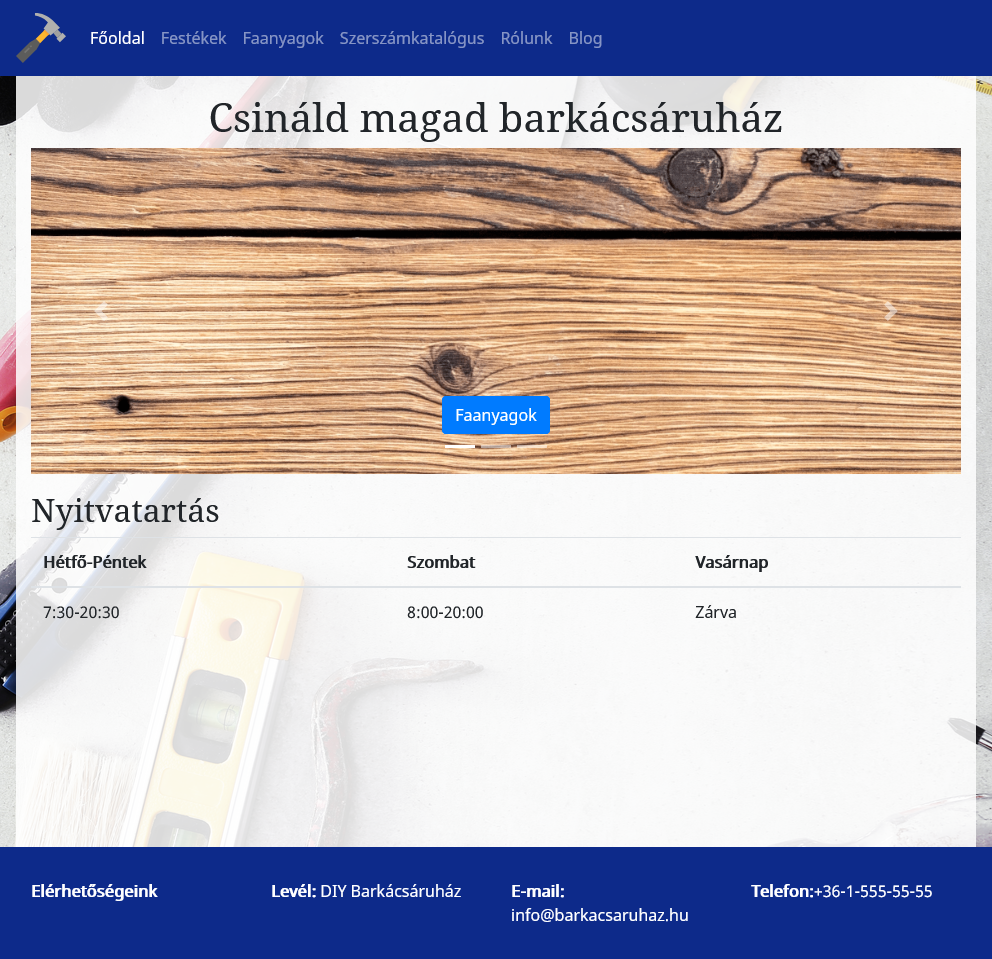 Főoldal Festékek Faanyagok Szerszámkatalógus Rólunk Blog
Csináld magad barkácsáruház
Faanyagok
Nyitvatartás
Hétfő-Péntek Szombat Vasárnap
7:30-20:30 8:00-20:00 Zárva
Elérhetőségeink Levél: DIY Barkácsáruház E-mail: Telefon:+36-1-555-55-55
info@barkacsaruhaz.hu